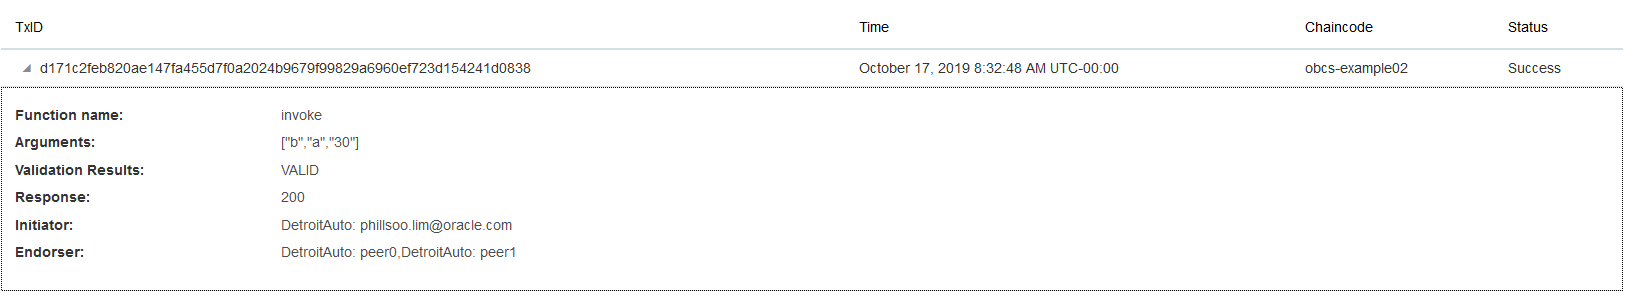 TxID Time Chaincode Status
d171c2feb820ae147fa455d7f0a2024b9679f99829a6960ef723d154241d0838 October 17, 2019 8:32:48 AM UTC-00:00 obcs-example02 Success
Function name: invoke
Arguments: ["b","a","30"]
Validation Results: VALID
Response: 200
Initiator: DetroitAuto: phillsoo.lim@oracle.com
Endorser: DetroitAuto: peer0,DetroitAuto: peer1